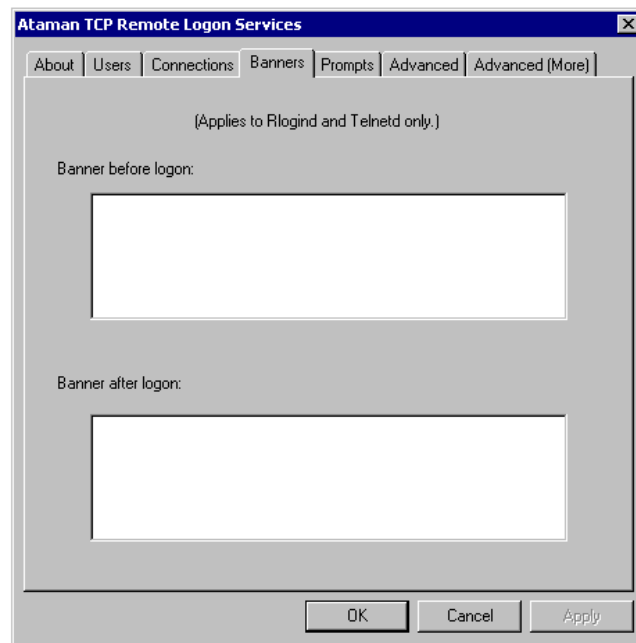 Ataman TCP Remote Logon Services
About Users Connections Banners Prompts Advanced Advanced (More)
(Applies to Rlogind and Telnetd only.)
Banner before logon:
Banner after logon:
OK Cancel Apply